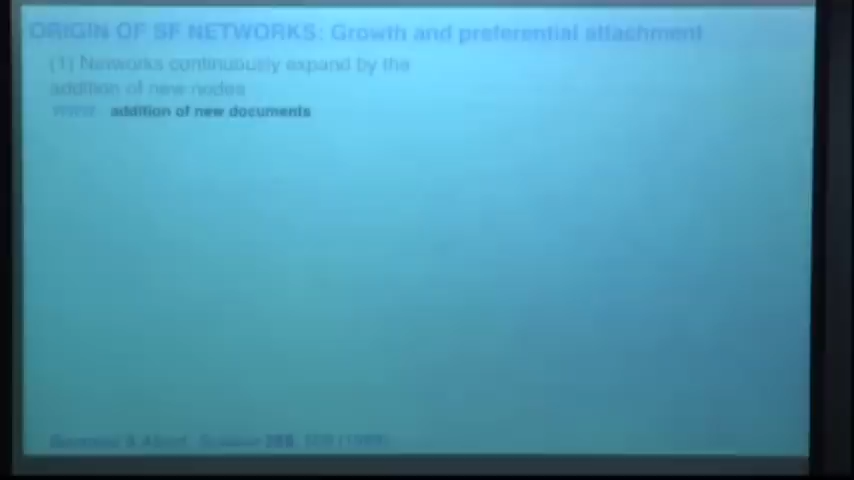 ORIGIN OF SF NETWORKS: Growth and preferential attachment
(1) Networks continuously expand by the
addition of new nodes
WWW : addition of new documents
Barabási & Albert, Science 286, 509 (1999)